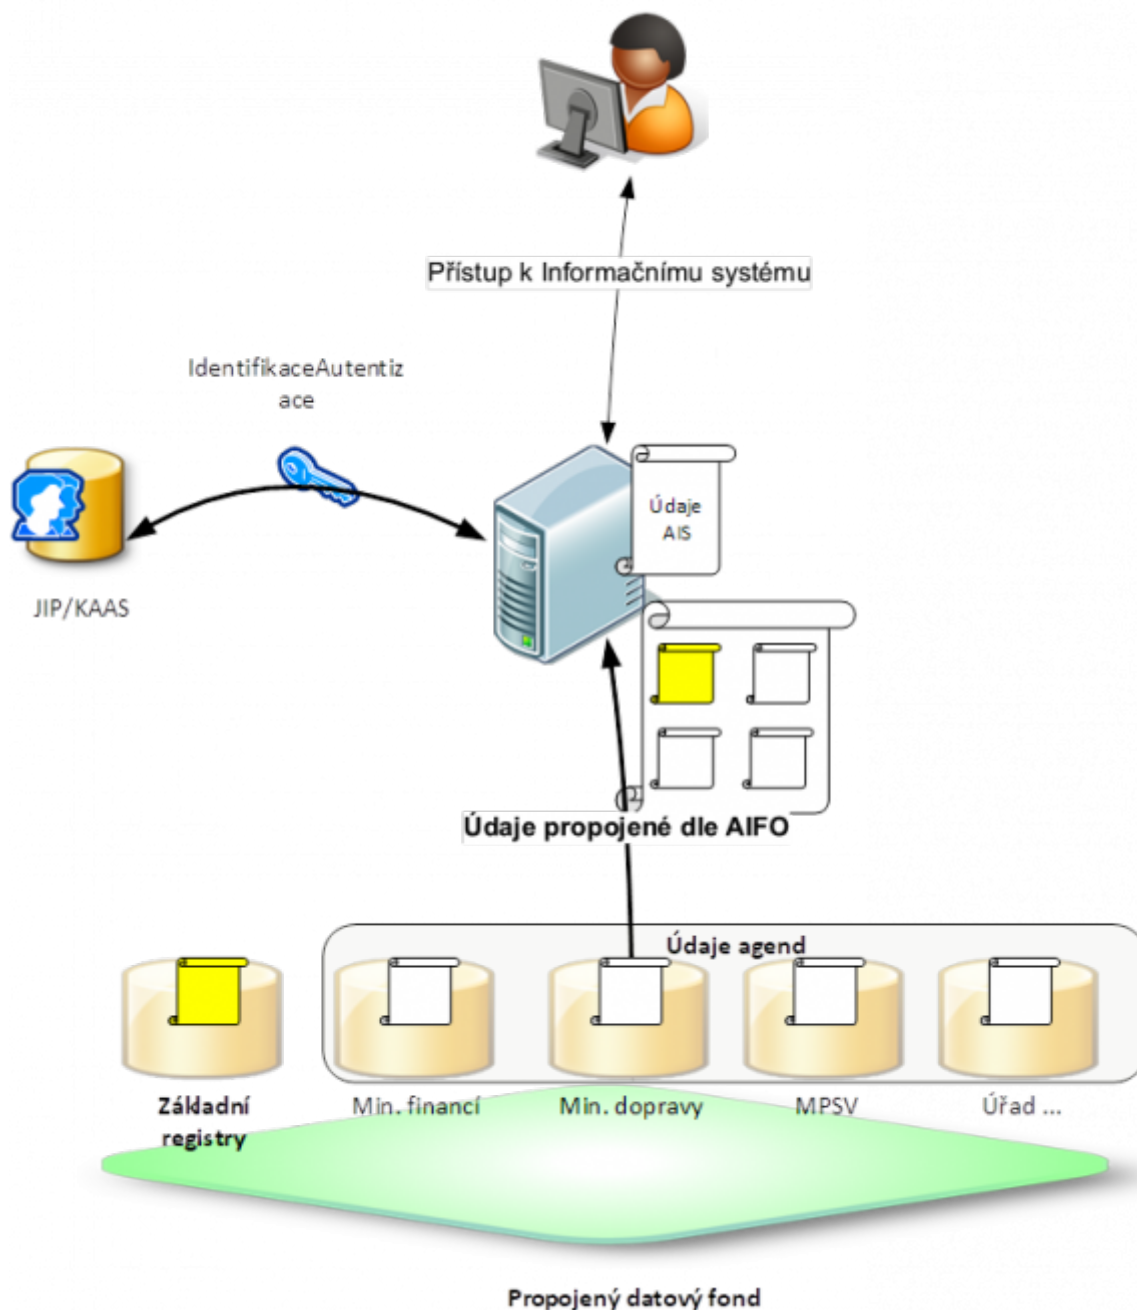 Přístup k Informačnímu systému
IdentifikaceAutentiz
ace
JIP/KAAS
Údaje
AIS
Údaje propojené dle AIFO
Údaje agend
Základní
registry
Min. financí
Min. dopravy
MPSV
Úřad ...
Propojený datový fond